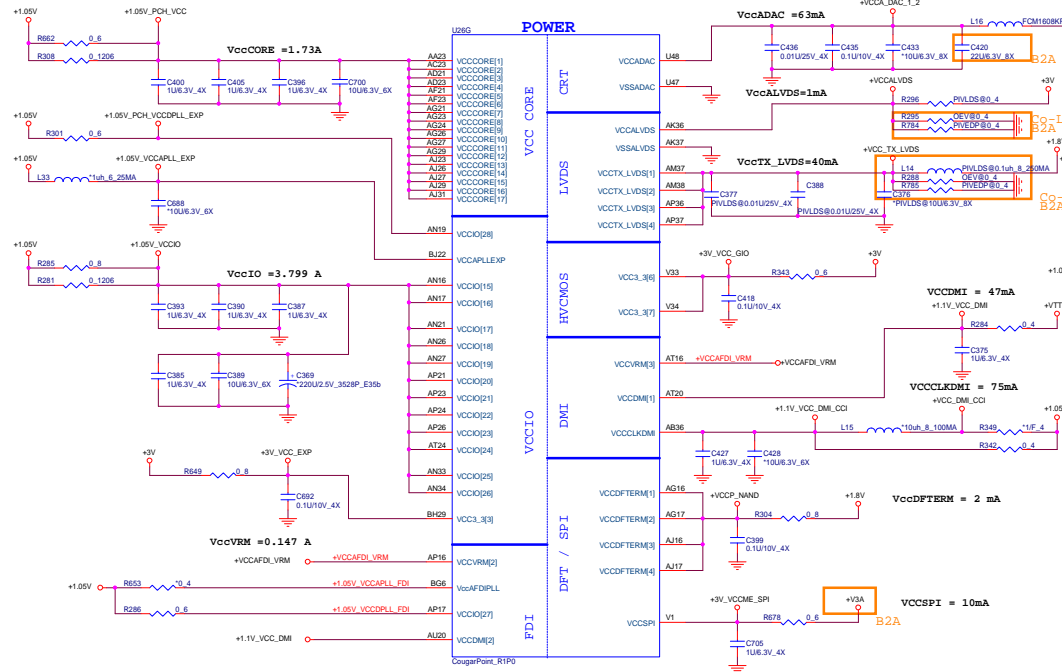 POWER
U26G
CougarPoint_R1P0
VCC CORE
VCCIO
FDI
CRT
LVDS
HVCMOS
DMI
DFT / SPI
+1.05V
+1.05V_PCH_VCC
R662 0_6
R308 0_1206
VccCORE =1.73A
C400
1U/6.3V_4X
C405
1U/6.3V_4X
C396
1U/6.3V_4X
C700
10U/6.3V_6X
AA23 VCCCORE[1]
AC23 VCCCORE[2]
AD21 VCCCORE[3]
AD23 VCCCORE[4]
AF21 VCCCORE[5]
AF23 VCCCORE[6]
AG21 VCCCORE[7]
AG23 VCCCORE[8]
AG24 VCCCORE[9]
AG26 VCCCORE[10]
AG27 VCCCORE[11]
AG29 VCCCORE[12]
AJ23 VCCCORE[13]
AJ26 VCCCORE[14]
AJ27 VCCCORE[15]
AJ29 VCCCORE[16]
AJ31 VCCCORE[17]
+1.05V
+1.05V_PCH_VCCDPLL_EXP
R301 0_6
+1.05V
+1.05V_VCCAPLL_EXP
L33 *1uh_6_25MA
C688
*10U/6.3V_6X
AN19 VCCIO[28]
BJ22 VCCAPLLEXP
+1.05V
+1.05V_VCCIO
R285 0_8
R281 0_1206
VccIO =3.799 A
C393
1U/6.3V_4X
C390
1U/6.3V_4X
C387
1U/6.3V_4X
C385
1U/6.3V_4X
C389
10U/6.3V_6X
+
C369
*220U/2.5V_3528P_E35b
AN16 VCCIO[15]
AN17 VCCIO[16]
AN21 VCCIO[17]
AN26 VCCIO[18]
AN27 VCCIO[19]
AP21 VCCIO[20]
AP23 VCCIO[21]
AP24 VCCIO[22]
AP26 VCCIO[23]
AT24 VCCIO[24]
AN33 VCCIO[25]
AN34 VCCIO[26]
+3V
+3V_VCC_EXP
R649 0_8
C692
0.1U/10V_4X
BH29 VCC3_3[3]
VccVRM =0.147 A
+VCCAFDI_VRM
+VCCAFDI_VRM
AP16 VCCVRM[2]
+1.05V
R653 *0_4
+1.05V_VCCAPLL_FDI
BG6 VccAFDIPLL
R286 0_6
+1.05V_VCCDPLL_FDI
AP17 VCCIO[27]
+1.1V_VCC_DMI
AU20 VCCDMI[2]
VccADAC =63mA
+VCCA_DAC_1_2
L16 FCM1608KF
C436
0.01U/25V_4X
C435
0.1U/10V_4X
C433
*10U/6.3V_8X
C420
22U/6.3V_8X
B2A
VCCADAC U48
VSSADAC U47
VccALVDS=1mA
+VCCALVDS
+3V
R296 PIVLDS@0_4
R295 OEV@0_4
R784 PIVEDP@0_4
B2A
VCCALVDS AK36
VSSALVDS AK37
VccTX_LVDS=40mA
+VCC_TX_LVDS
L14 PIVLDS@0.1uh_8_250MA
R288 OEV@0_4
R785 PIVEDP@0_4
C377
PIVLDS@0.01U/25V_4X
C388
PIVLDS@0.01U/25V_4X
C376
*PIVLDS@10U/6.3V_8X
B2A
VCCTX_LVDS[1] AM37
VCCTX_LVDS[2] AM38
VCCTX_LVDS[3] AP36
VCCTX_LVDS[4] AP37
+3V_VCC_GIO
R343 0_6
+3V
C418
0.1U/10V_4X
VCC3_3[6] V33
VCC3_3[7] V34
VCCVRM[3] AT16
+VCCAFDI_VRM
+VCCAFDI_VRM
VCCDMI = 47mA
+1.1V_VCC_DMI
R284 0_4
+VTT
C375
1U/6.3V_4X
VCCDMI[1] AT20
VCCCLKDMI = 75mA
+1.1V_VCC_DMI_CCI
+VCC_DMI_CCI
+1.05
L15 *10uh_8_100MA
R349 *1/F_4
R342 0_4
C427
1U/6.3V_4X
C428
*10U/6.3V_6X
VCCCLKDMI AB36
VCCDFTERM[1] AG16
VCCDFTERM[2] AG17
VCCDFTERM[3] AJ16
VCCDFTERM[4] AJ17
VccDFTERM = 2 mA
+VCCP_NAND
R304 0_8
+1.8V
C399
0.1U/10V_4X
VCCSPI V1
+3V_VCCME_SPI
R678 0_6
+V3A
B2A
VCCSPI = 10mA
C705
1U/6.3V_4X